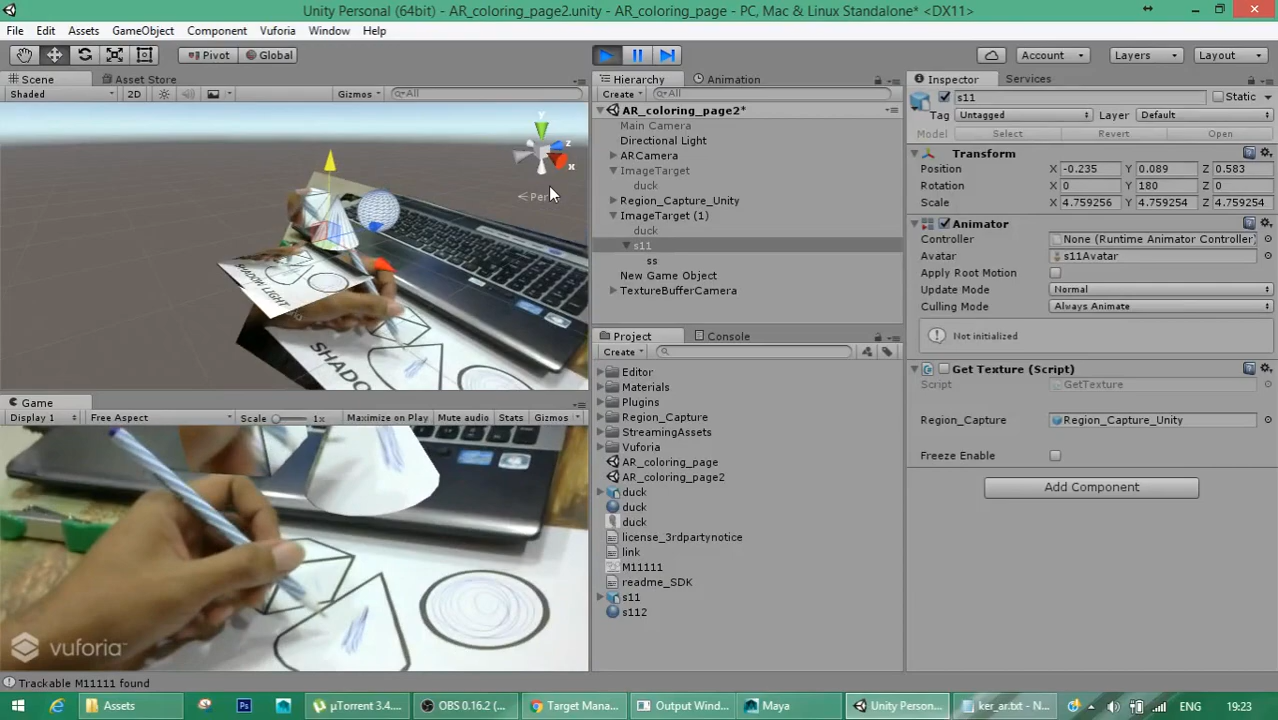 Unity Personal (64bit) - AR_coloring_page2.unity - AR_coloring_page - PC, Mac & Linux Standalone* <DX11>
File Edit Assets GameObject Component Vuforia Window Help
Pivot Global Account Layers Layout
Scene Asset Store
Shaded 2D Gizmos All
y
z
x
Pers
SHADOW LIGHT
SHADO
Game
Display 1 Free Aspect Scale 1x Maximize on Play Mute audio Stats Gizmos
vuforia
Trackable M11111 found
Hierarchy Animation
Create All
AR_coloring_page2*
Main Camera
Directional Light
ARCamera
ImageTarget
duck
Region_Capture_Unity
ImageTarget (1)
duck
s11
ss
New Game Object
TextureBufferCamera
Project Console
Create
Editor
Materials
Plugins
Region_Capture
StreamingAssets
Vuforia
AR_coloring_page
AR_coloring_page2
duck
duck
duck
license_3rdpartynotice
link
M11111
readme_SDK
s11
s112
Inspector Services
s11 Static
Tag Untagged Layer Default
Model Select Revert Open
Transform
Position X -0.235 Y 0.089 Z 0.583
Rotation X 0 Y 180 Z 0
Scale X 4.759256 Y 4.759254 Z 4.759254
Animator
Controller None (Runtime Animator Controller)
Avatar s11Avatar
Apply Root Motion
Update Mode Normal
Culling Mode Always Animate
Not initialized
Get Texture (Script)
Script GetTexture
Region_Capture Region_Capture_Unity
Freeze Enable
Add Component
Assets µTorrent 3.4.... OBS 0.16.2 (... Target Mana... Output Wind... Maya Unity Person... ker_ar.txt - N... ENG 19:23